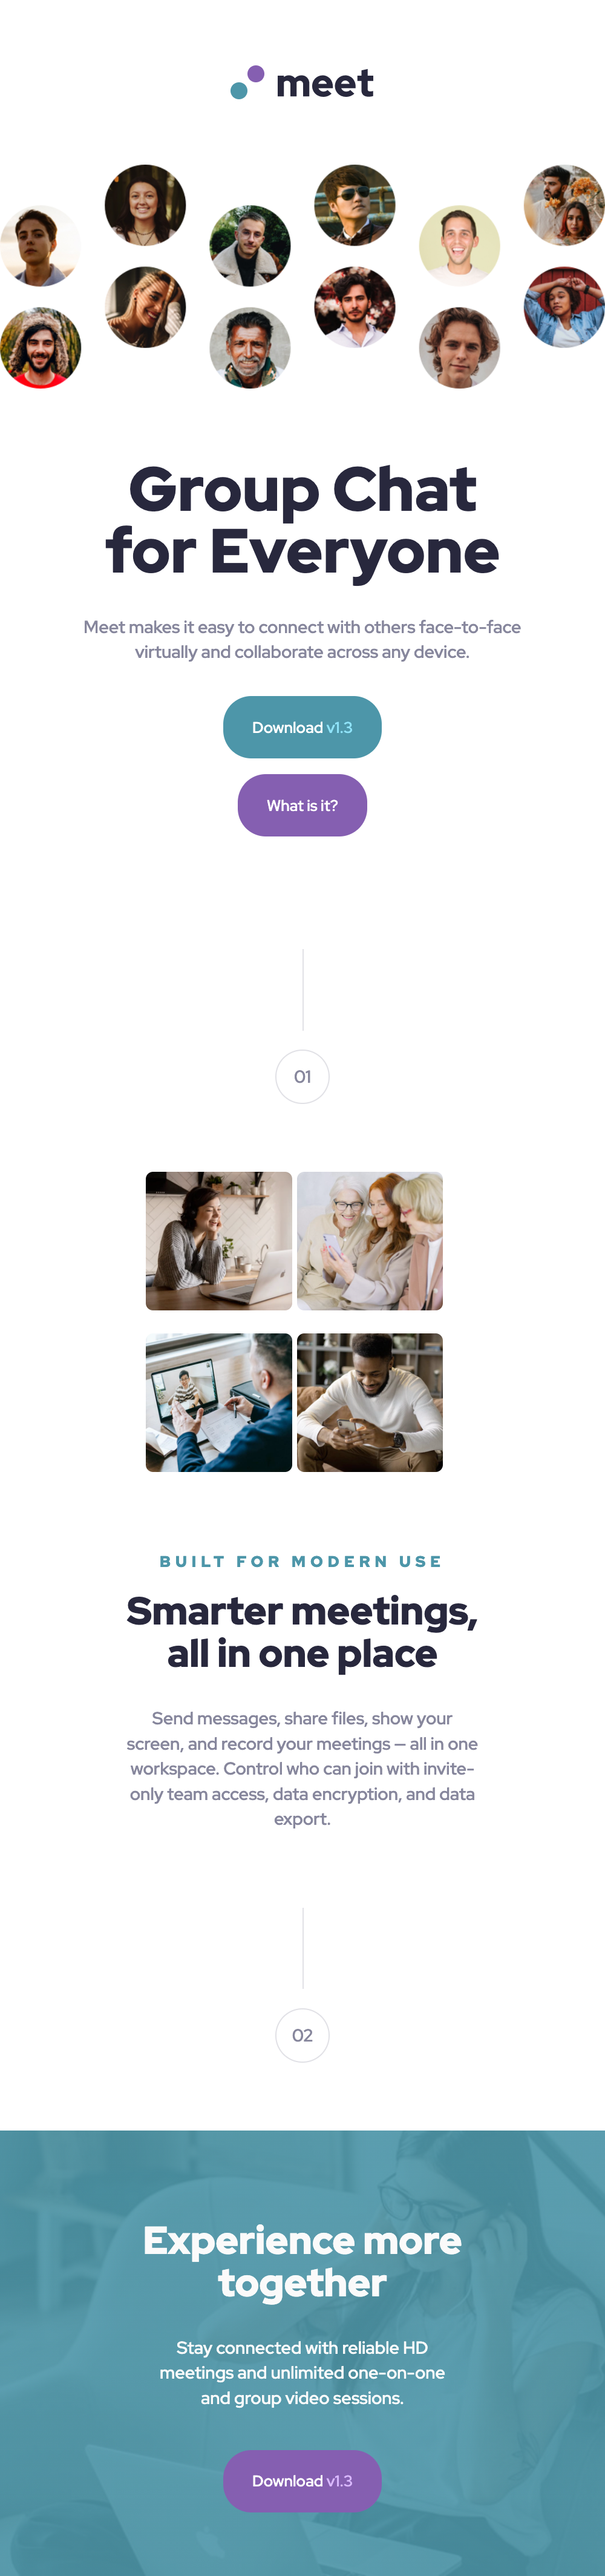 meet
Group Chat
for Everyone
Meet makes it easy to connect with others face-to-face
virtually and collaborate across any device.
Download v1.3
What is it?
01
BUILT FOR MODERN USE
Smarter meetings,
all in one place
Send messages, share files, show your
screen, and record your meetings — all in one
workspace. Control who can join with invite-
only team access, data encryption, and data
export.
02
Experience more
together
Stay connected with reliable HD
meetings and unlimited one-on-one
and group video sessions.
Download v1.3